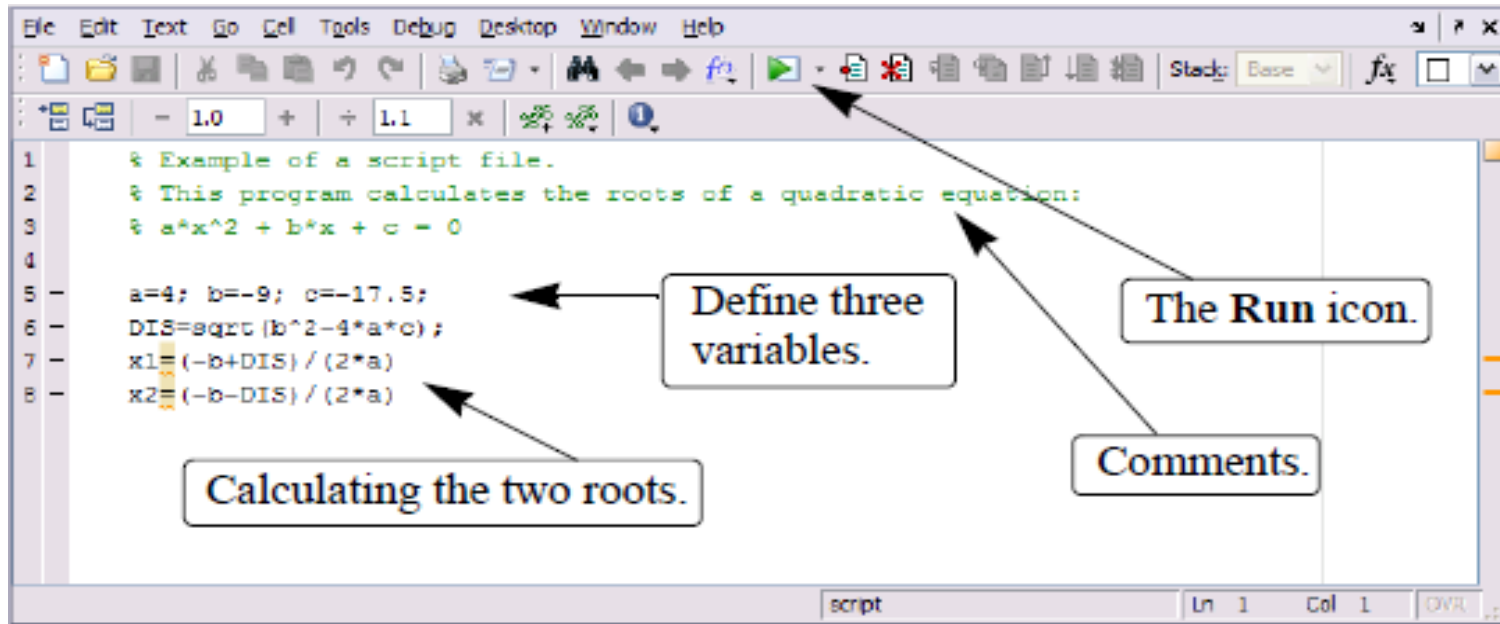 File Edit Text Go Cell Tools Debug Desktop Window Help
Stack: Base fx
- 1.0 + ÷ 1.1 ×
1 % Example of a script file.
2 % This program calculates the roots of a quadratic equation:
3 % a*x^2 + b*x + c = 0
4
5 - a=4; b=-9; c=-17.5;
6 - DIS=sqrt(b^2-4*a*c);
7 - x1=(-b+DIS)/(2*a)
8 - x2=(-b-DIS)/(2*a)
Define three
variables.
The Run icon.
Comments.
Calculating the two roots.
script Ln 1 Col 1 OVR